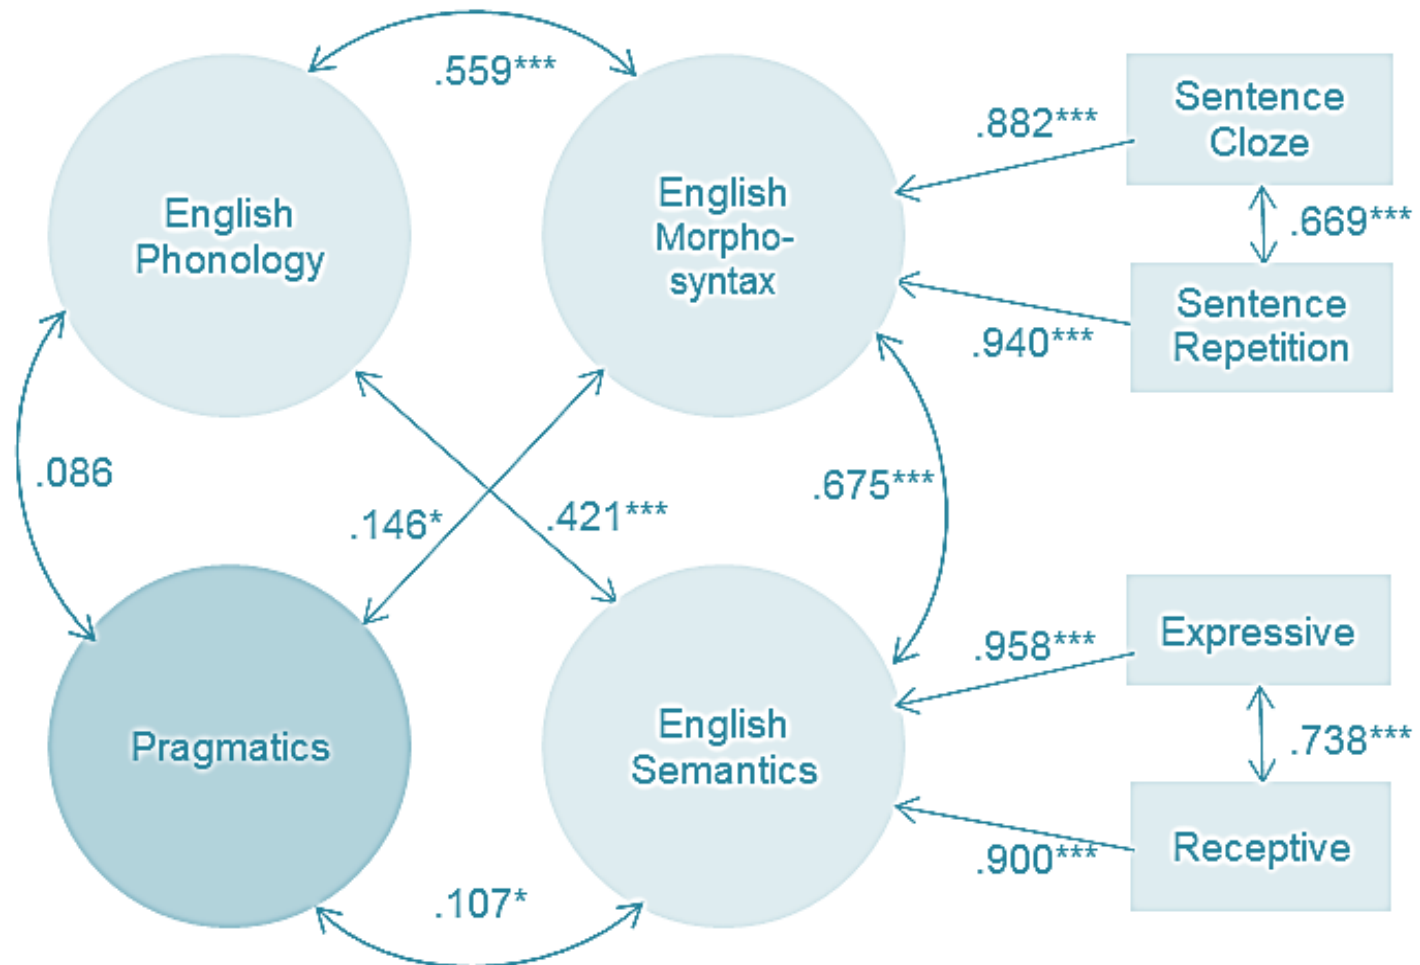 .559***
Sentence
Cloze
.882***
English
Phonology
English
Morpho-
syntax
.669***
Sentence
Repetition
.940***
.086
.146*
.421***
.675***
Expressive
.958***
Pragmatics
English
Semantics
.738***
Receptive
.900***
.107*